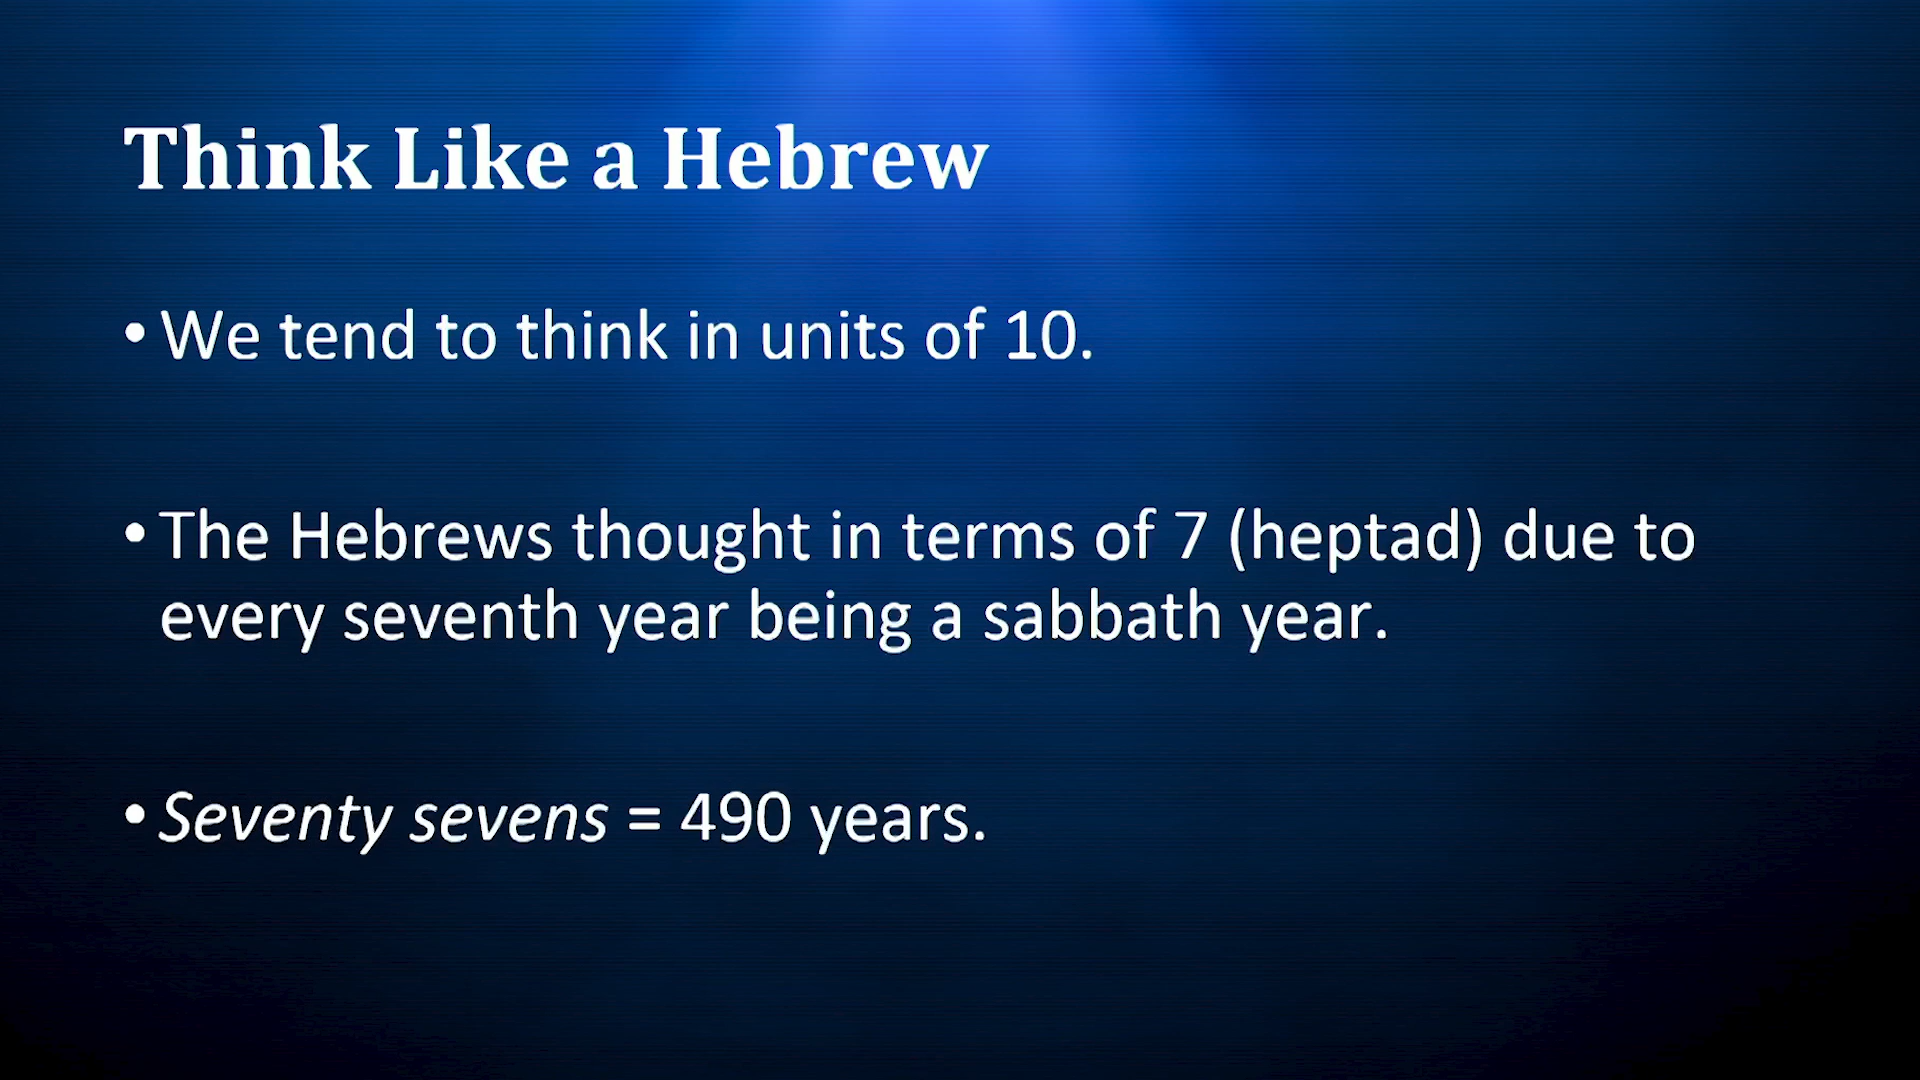 Think Like a Hebrew
• We tend to think in units of 10.
• The Hebrews thought in terms of 7 (heptad) due to
every seventh year being a sabbath year.
• Seventy sevens = 490 years.